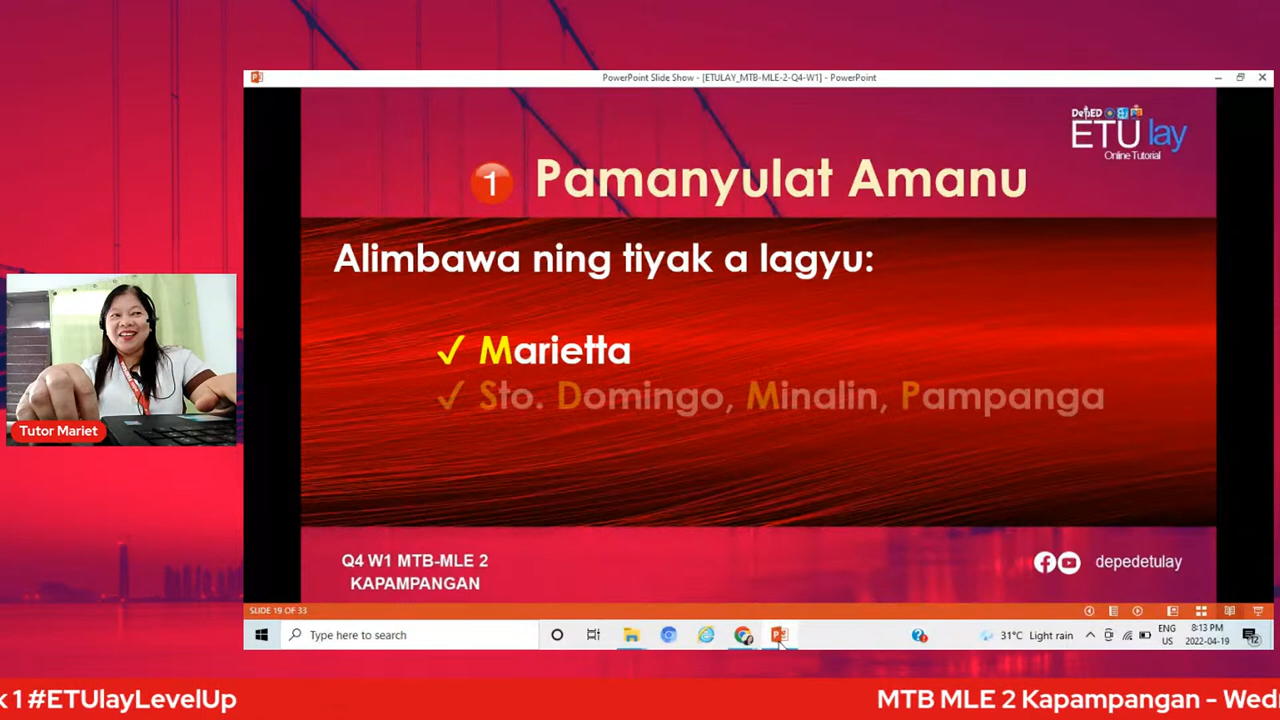 PowerPoint Slide Show - [ETULAY_MTB-MLE-2-Q4-W1] - PowerPoint
DepED
ETUlay
Online Tutorial
1 Pamanyulat Amanu
Alimbawa ning tiyak a lagyu:
✓ Marietta
✓ Sto. Domingo, Minalin, Pampanga
Tutor Mariet
Q4 W1 MTB-MLE 2
KAPAMPANGAN
depedetulay
SLIDE 19 OF 33
Type here to search
31°C Light rain
ENG
US
8:13 PM
2022-04-19
12
k 1 #ETUlayLevelUp
MTB MLE 2 Kapampangan - Wed